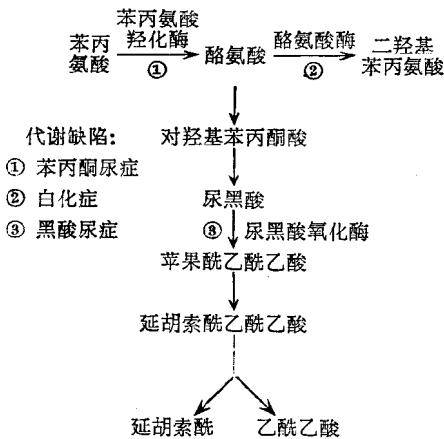 苯丙氨酸
苯丙
氨酸
羟化酶
①
酪氨酸
酪氨酸酶
②
二羟基
苯丙氨酸
代谢缺陷：
对羟基苯丙酮酸
① 苯丙酮尿症
② 白化症
尿黑酸
③ 黑酸尿症
③
尿黑酸氧化酶
苹果酰乙酰乙酸
延胡索酰乙酰乙酸
延胡索酰
乙酰乙酸